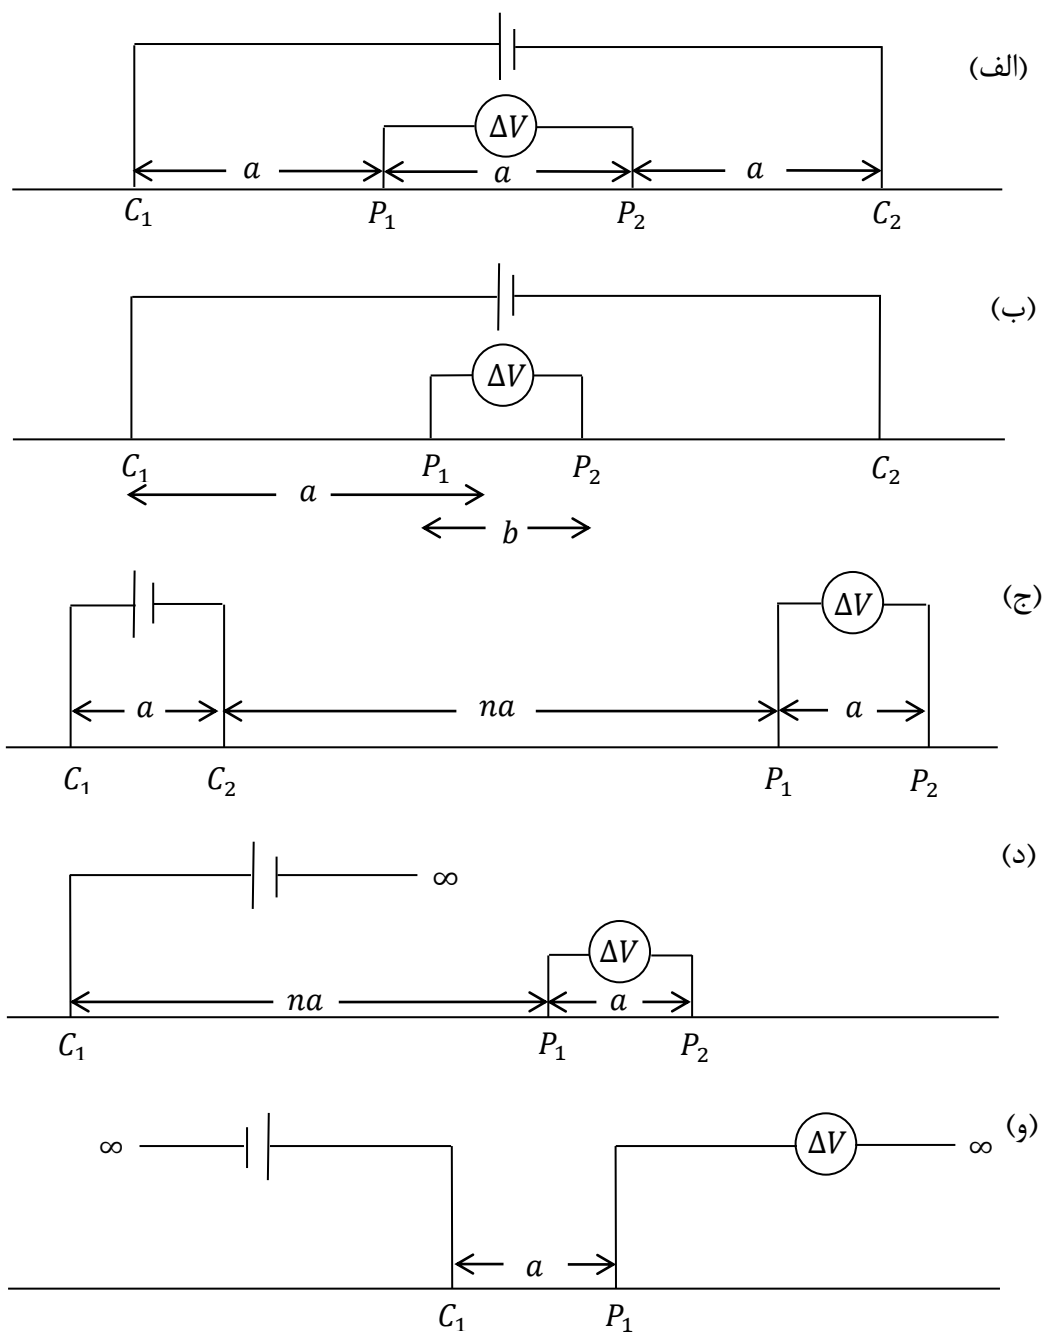 (الف)
ΔV
a a a
C₁ P₁ P₂ C₂
(ب)
ΔV
C₁ P₁ P₂ C₂
a
b
(ج)
ΔV
a na a
C₁ C₂ P₁ P₂
(د)
∞
ΔV
na a
C₁ P₁ P₂
(و)
∞ ΔV ∞
a
C₁ P₁